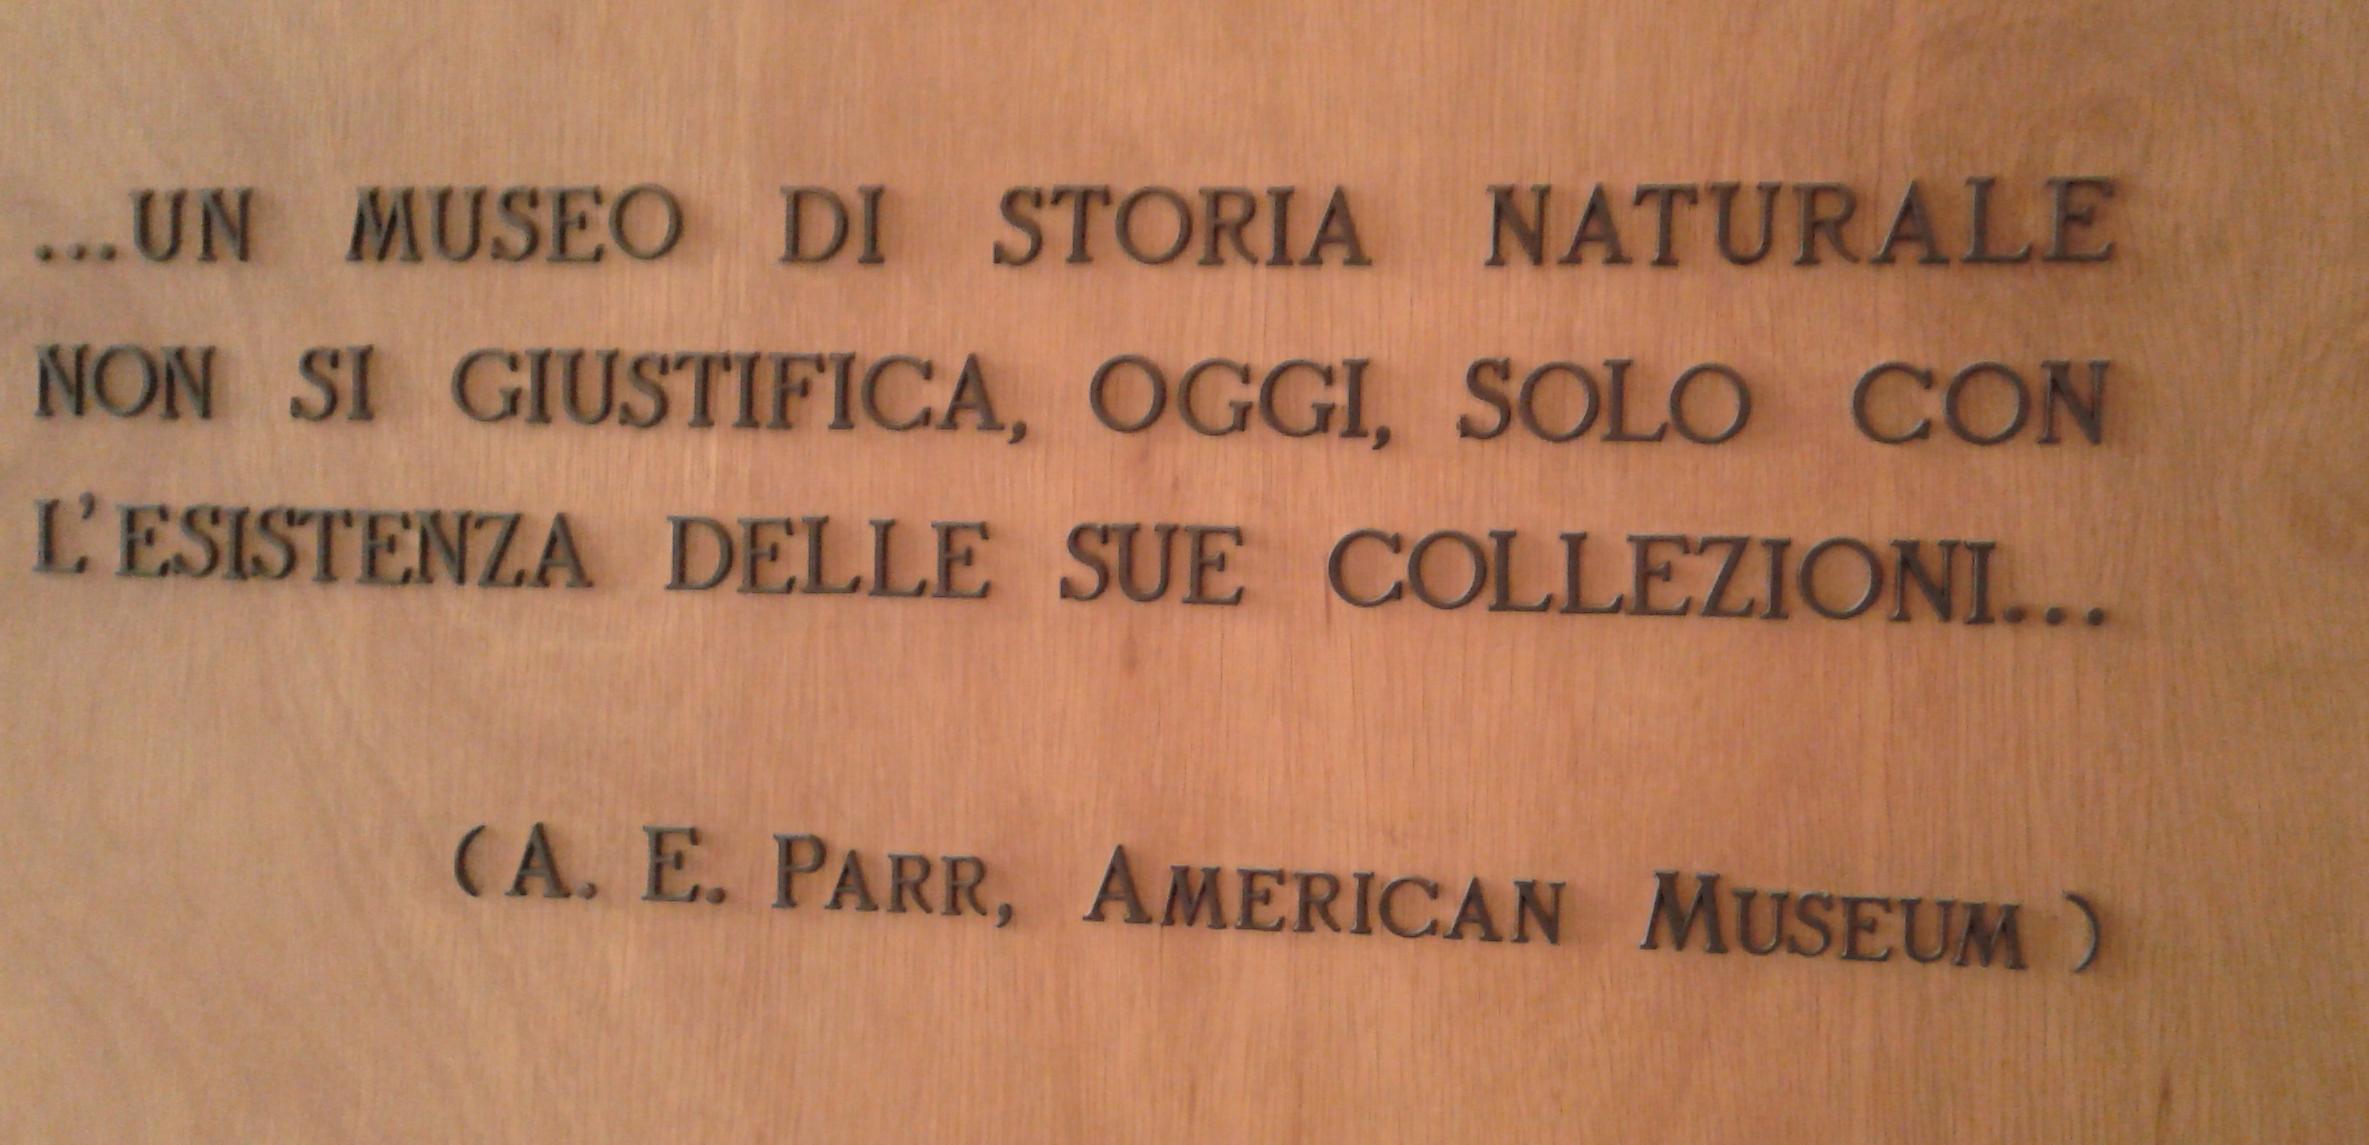 ...UN MUSEO DI STORIA NATURALE
NON SI GIUSTIFICA, OGGI, SOLO CON
L'ESISTENZA DELLE SUE COLLEZIONI...
(A. E. PARR, AMERICAN MUSEUM)